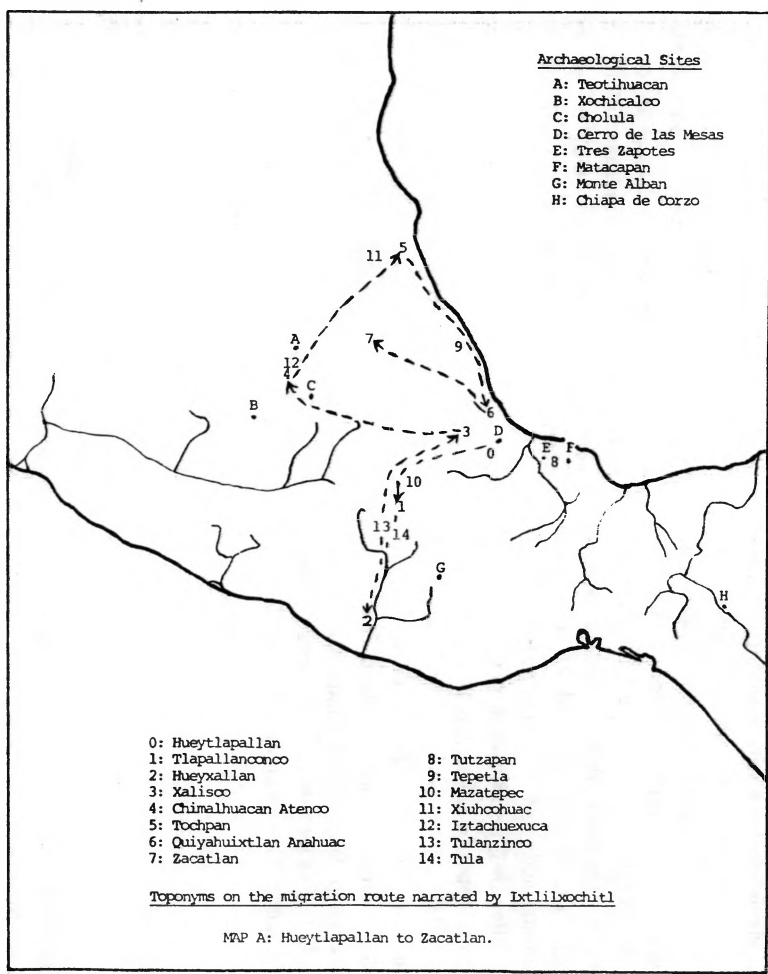 Archaeological Sites
A: Teotihuacan
B: Xochicalco
C: Cholula
D: Cerro de las Mesas
E: Tres Zapotes
F: Matacapan
G: Monte Alban
H: Chiapa de Corzo
11 5
A 7 9
12
4 C 6
B 3 D
0 E F
8
10
1
13 14
G
H
2
0: Hueytlapallan
1: Tlapallanconco
2: Hueyxallan
3: Xalisco
4: Chimalhuacan Atenco
5: Tochpan
6: Quiyahuixtlan Anahuac
7: Zacatlan
8: Tutzapan
9: Tepetla
10: Mazatepec
11: Xiuhcohuac
12: Iztachuexuca
13: Tulanzinco
14: Tula
Toponyms on the migration route narrated by Ixtlilxochitl
MAP A: Hueytlapallan to Zacatlan.